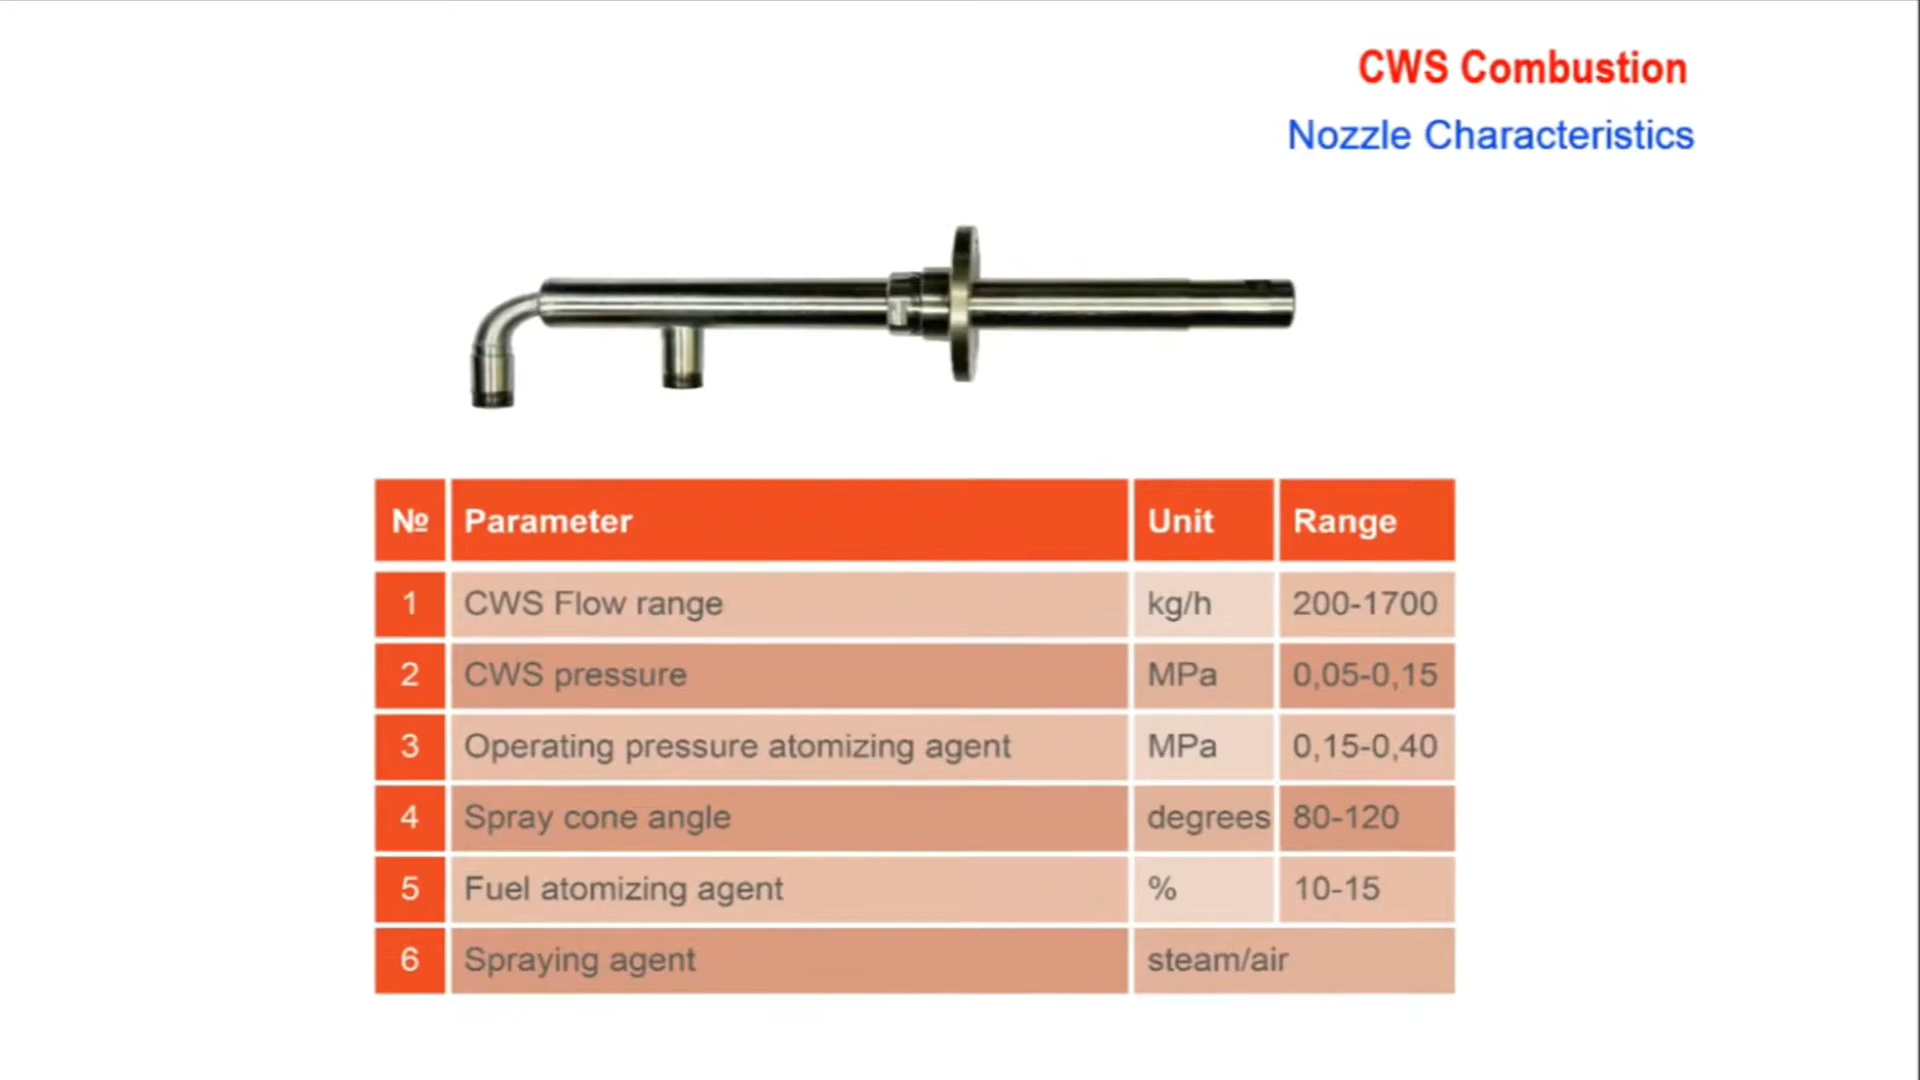 CWS Combustion
Nozzle Characteristics
№ Parameter Unit Range
1 CWS Flow range kg/h 200-1700
2 CWS pressure MPa 0,05-0,15
3 Operating pressure atomizing agent MPa 0,15-0,40
4 Spray cone angle degrees 80-120
5 Fuel atomizing agent % 10-15
6 Spraying agent steam/air